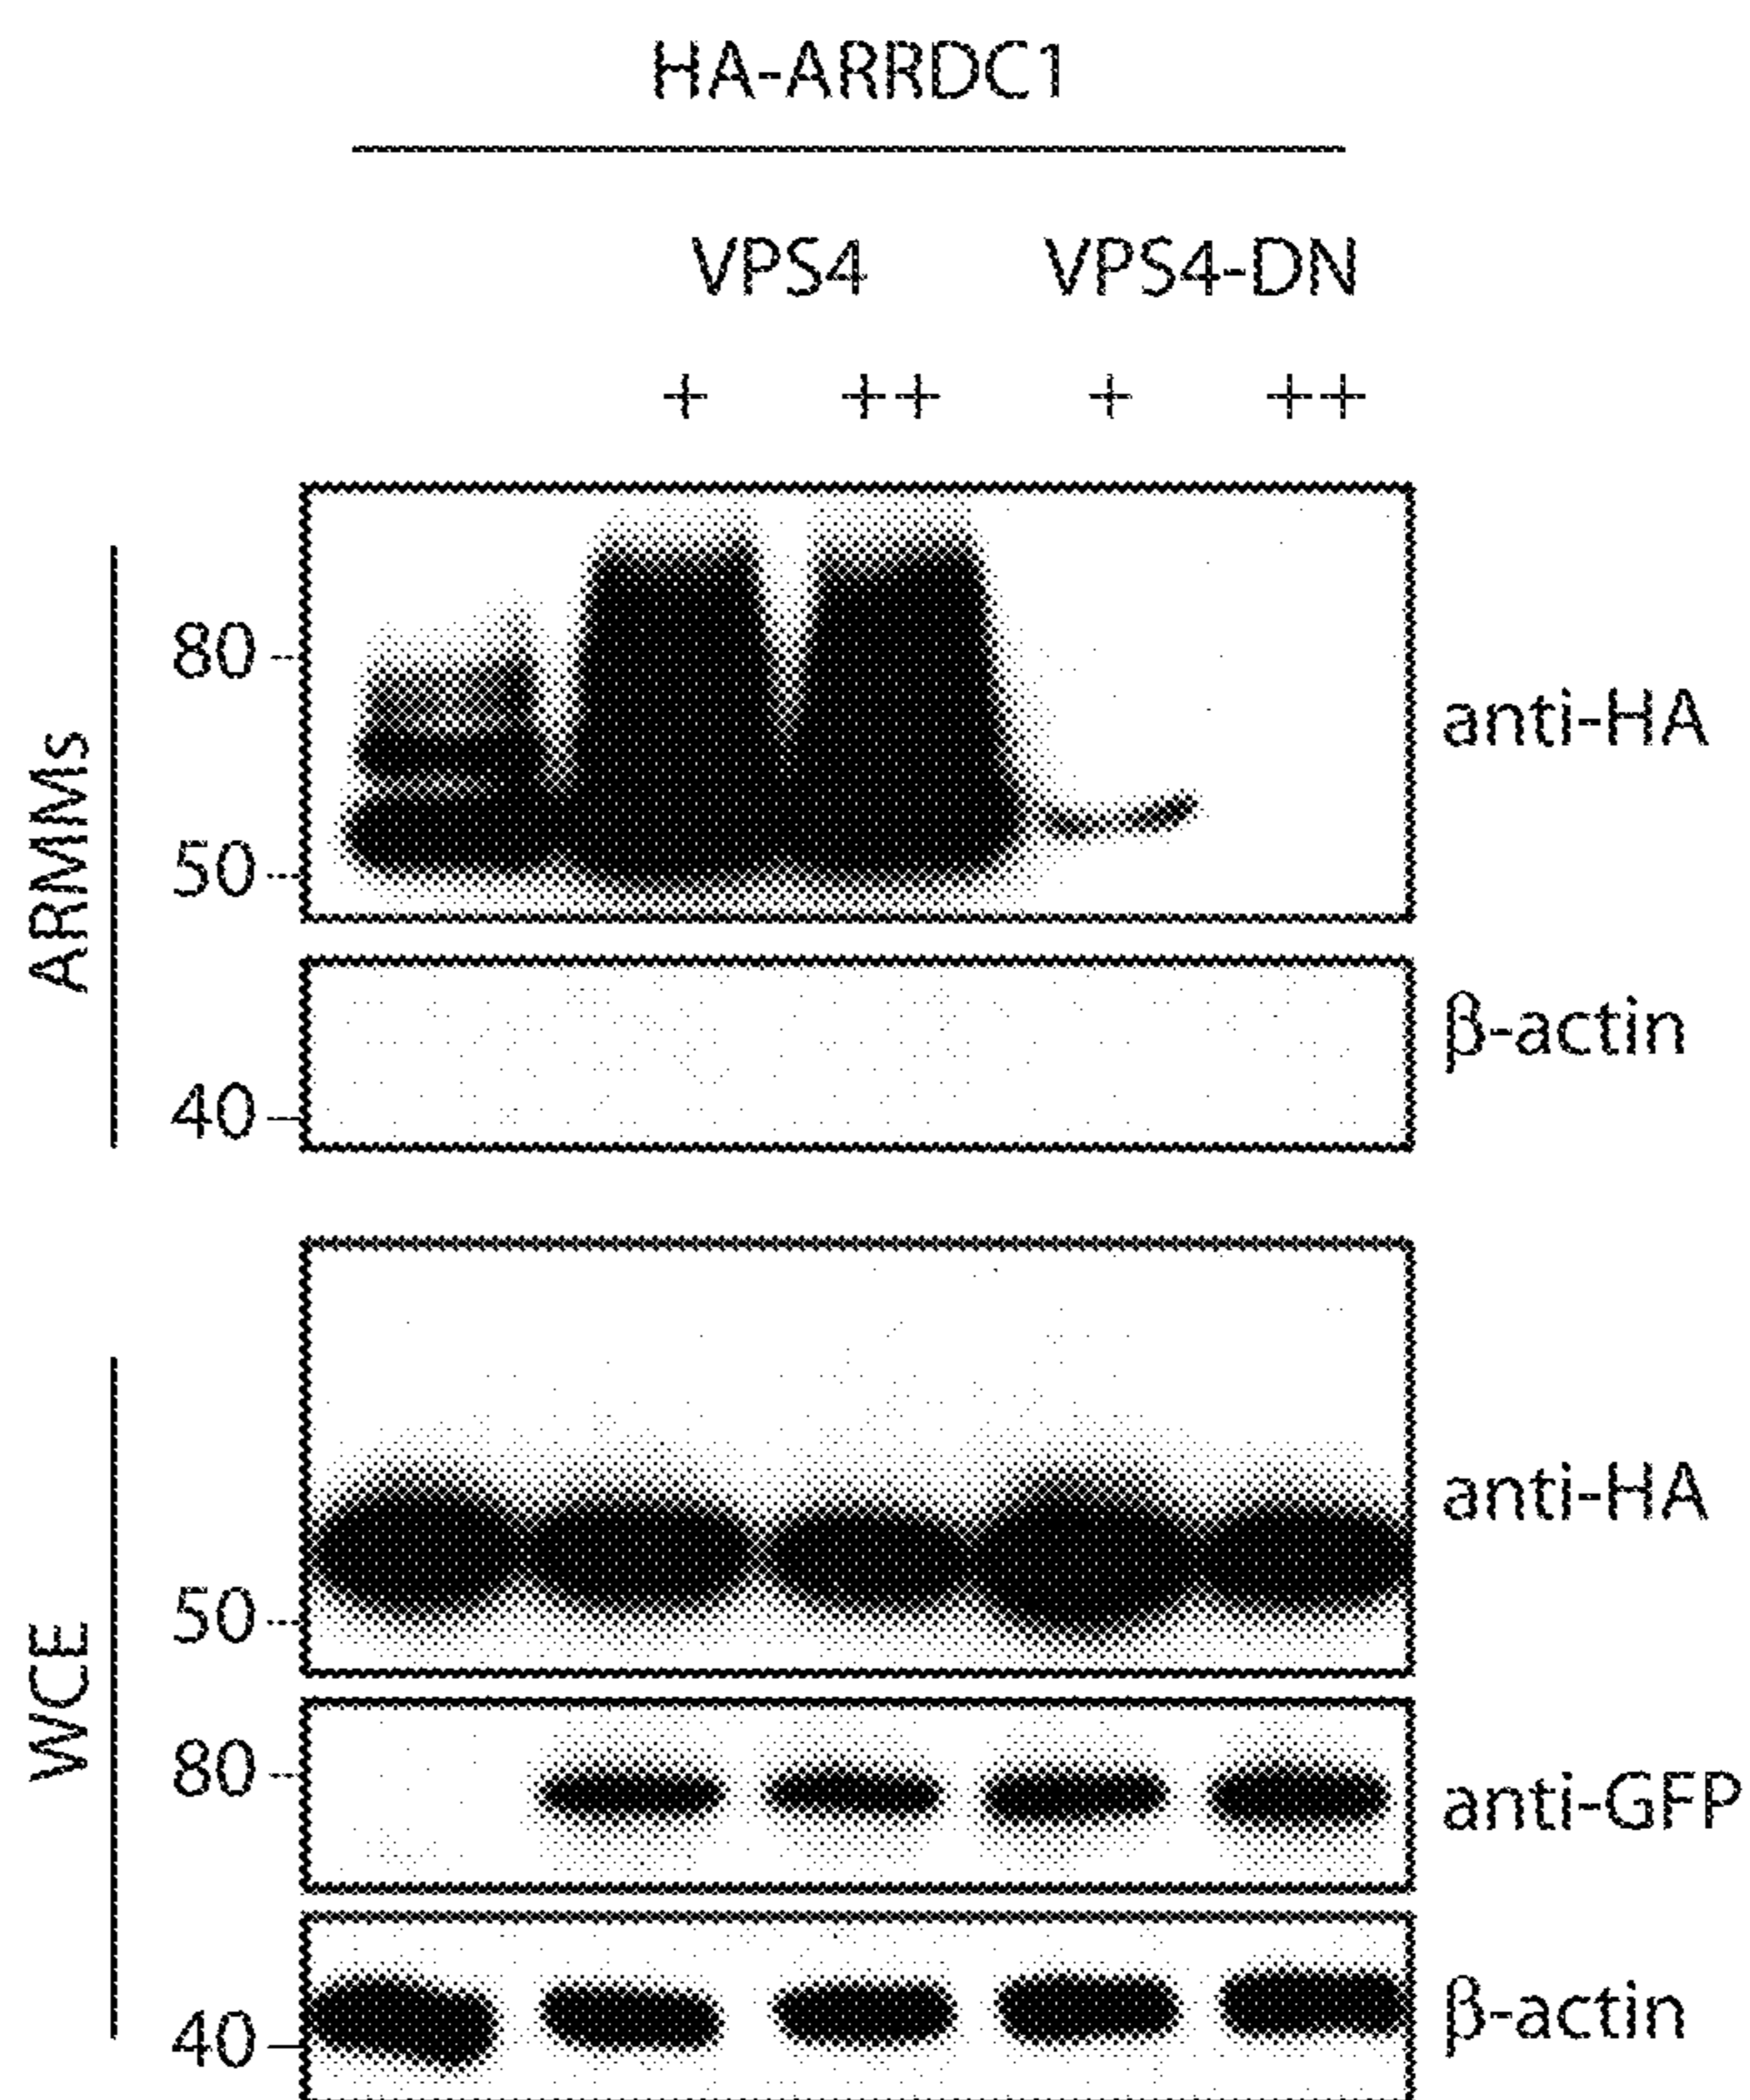 HA-ARRDC1
VPS4 VPS4-DN
+ ++ + ++
ARMMs
80
50
anti-HA
β-actin
40
WCE
anti-HA
50
80
anti-GFP
β-actin
40